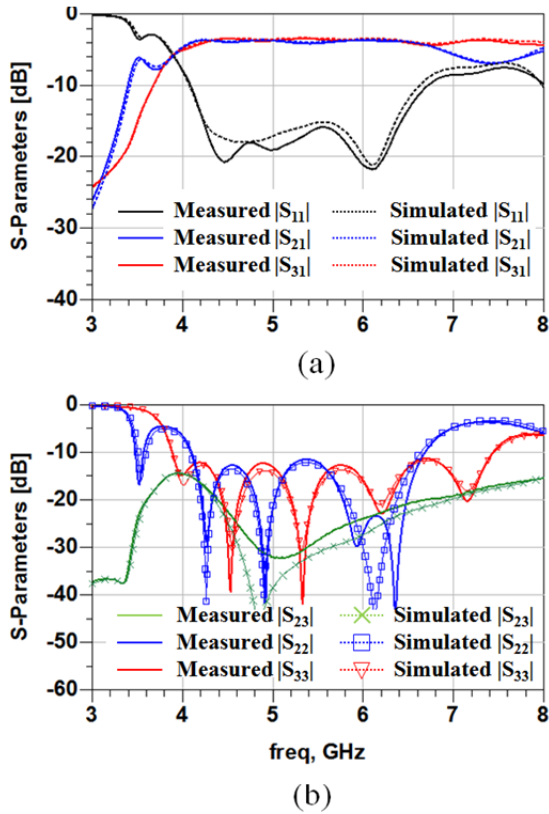 0
-10
-20
-30
-40
S-Parameters [dB]
Measured |S11| Simulated |S11|
Measured |S21| Simulated |S21|
Measured |S31| Simulated |S31|
3 4 5 6 7 8
(a)
0
-10
-20
-30
-40
-50
-60
S-Parameters [dB]
Measured |S23| Simulated |S23|
Measured |S22| Simulated |S22|
Measured |S33| Simulated |S33|
3 4 5 6 7 8
freq, GHz
(b)